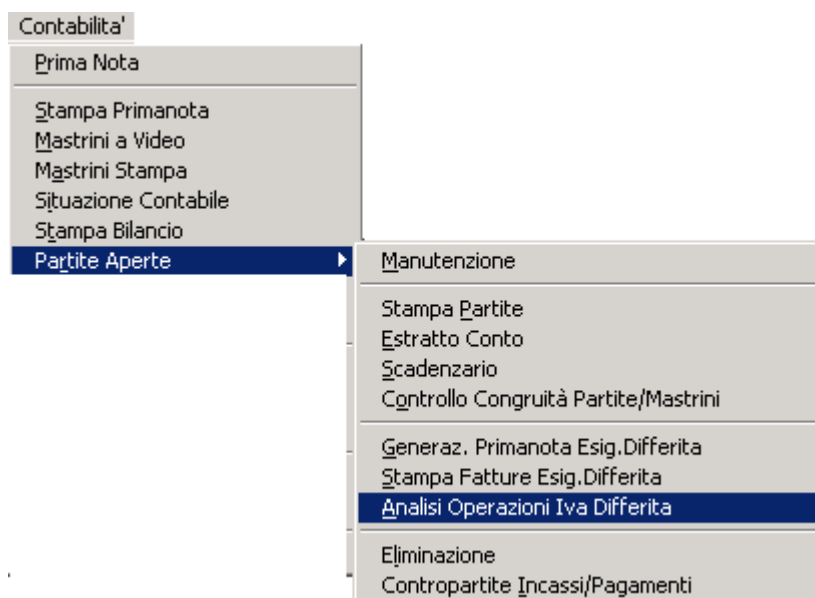 Contabilita'
Prima Nota
Stampa Primanota
Mastrini a Video
Mastrini Stampa
Situazione Contabile
Stampa Bilancio
Partite Aperte
Manutenzione
Stampa Partite
Estratto Conto
Scadenzario
Controllo Congruità Partite/Mastrini
Generaz. Primanota Esig.Differita
Stampa Fatture Esig.Differita
Analisi Operazioni Iva Differita
Eliminazione
Contropartite Incassi/Pagamenti